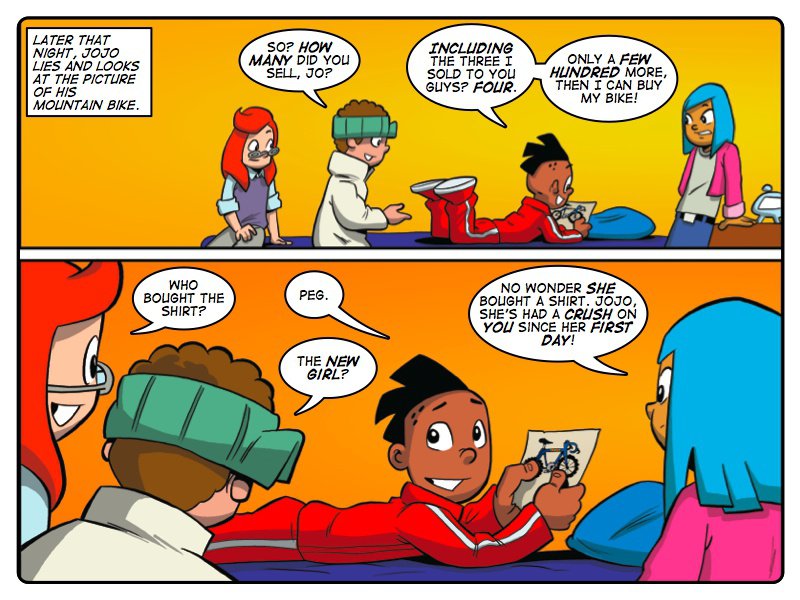 LATER THAT
NIGHT, JOJO
LIES AND LOOKS
AT THE PICTURE
OF HIS
MOUNTAIN BIKE.
SO? HOW
MANY DID YOU
SELL, JO?
INCLUDING
THE THREE I
SOLD TO YOU
GUYS? FOUR.
ONLY A FEW
HUNDRED MORE,
THEN I CAN BUY
MY BIKE!
WHO
BOUGHT THE
SHIRT?
PEG.
THE NEW
GIRL?
NO WONDER SHE
BOUGHT A SHIRT. JOJO,
SHE'S HAD A CRUSH ON
YOU SINCE HER FIRST
DAY!